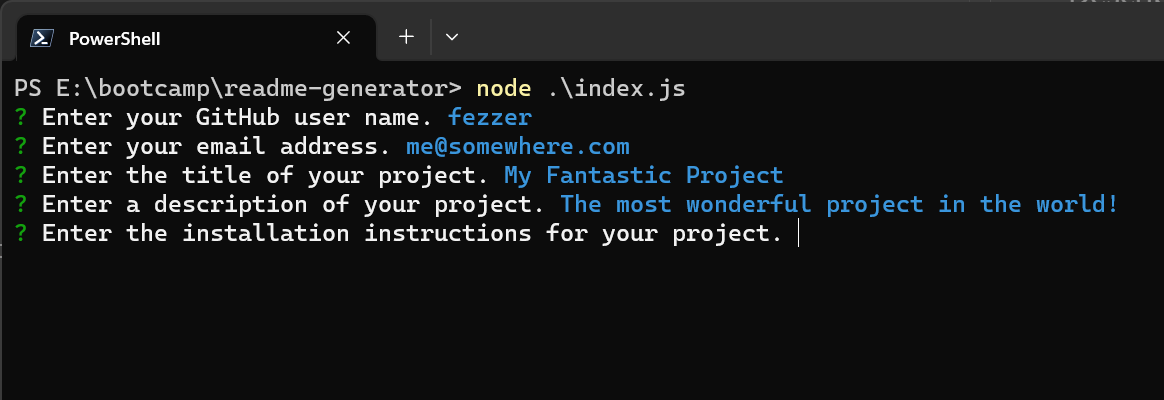 PowerShell
PS E:\bootcamp\readme-generator> node .\index.js
? Enter your GitHub user name. fezzer
? Enter your email address. me@somewhere.com
? Enter the title of your project. My Fantastic Project
? Enter a description of your project. The most wonderful project in the world!
? Enter the installation instructions for your project.